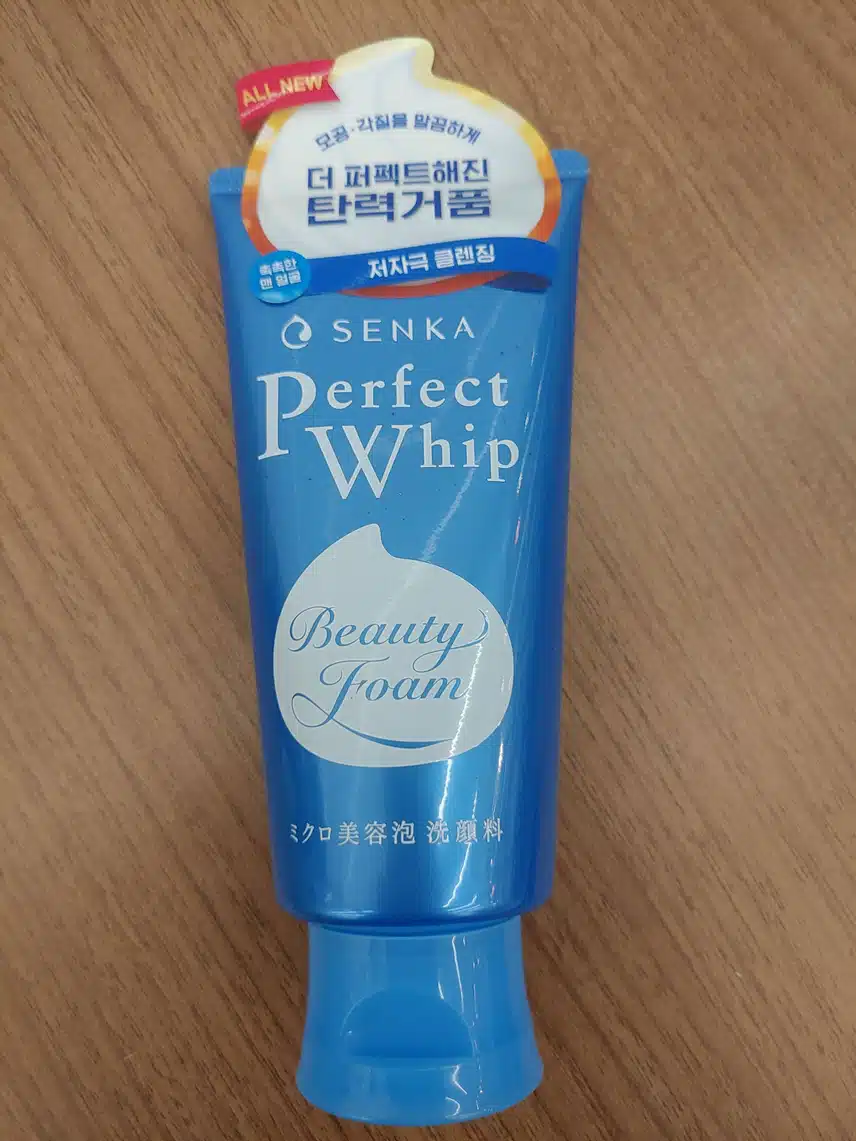 ALL NEW
모공·각질을 말끔하게
더 퍼펙트해진
탄력거품
저자극 클렌징
촉촉한
맨 얼굴
SENKA
Perfect
Whip
Beauty
Foam
ミクロ美容泡 洗顔料